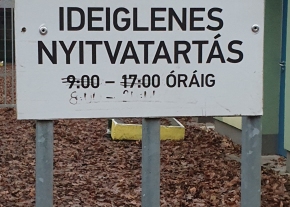 IDEIGLENES
NYITVATARTÁS
9:00 – 17:00 ÓRÁIG